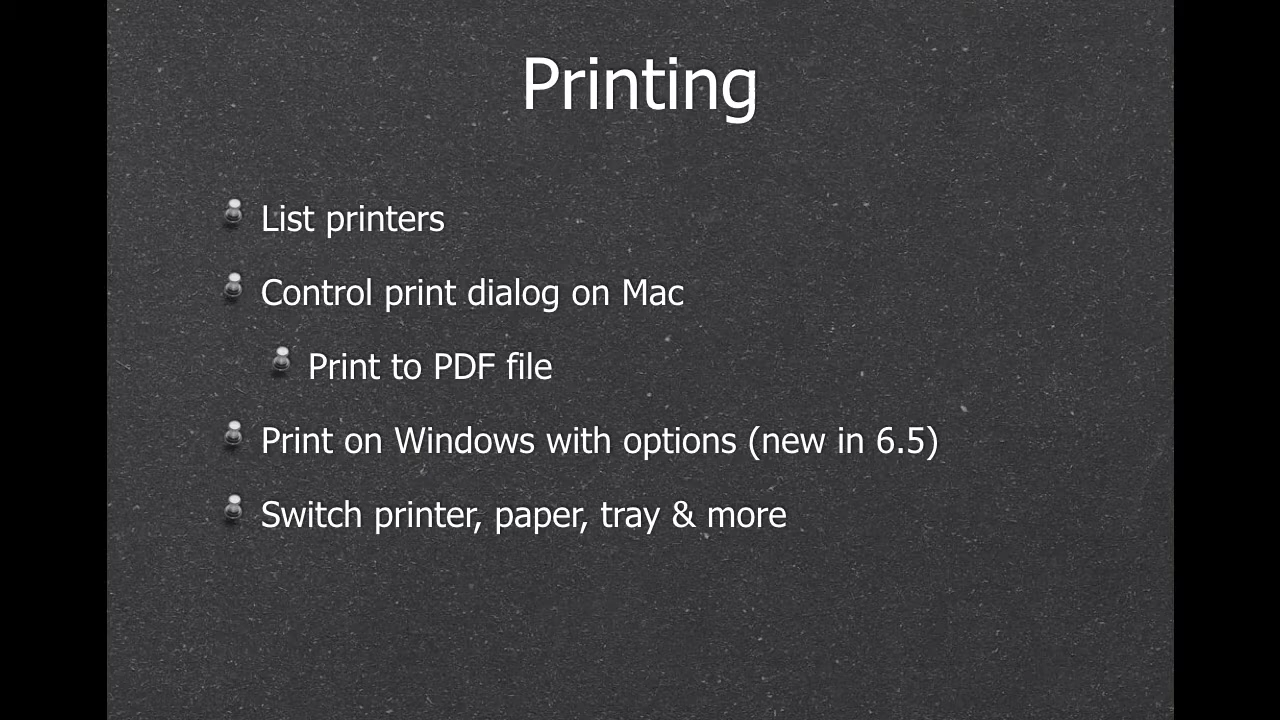 Printing
List printers
Control print dialog on Mac
Print to PDF file
Print on Windows with options (new in 6.5)
Switch printer, paper, tray & more